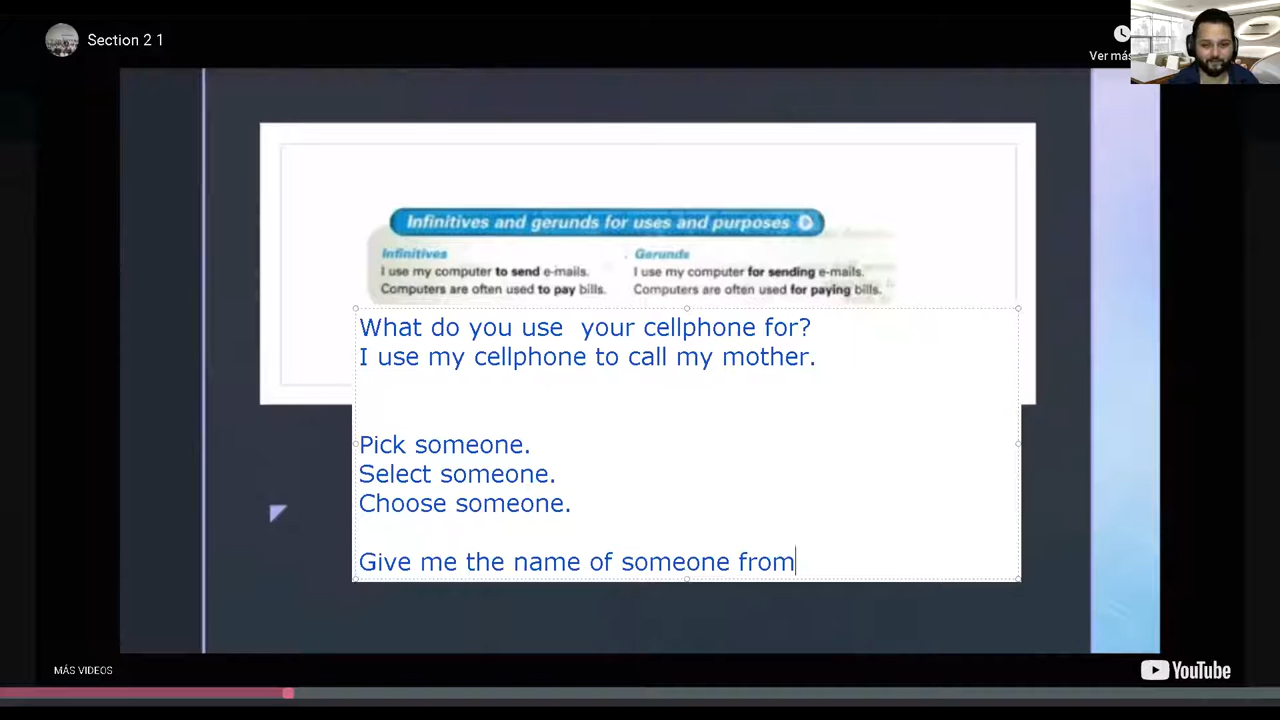 Section 2 1
Ver más
Infinitives and gerunds for uses and purposes
Infinitives
I use my computer to send e-mails.
Computers are often used to pay bills.
Gerunds
I use my computer for sending e-mails.
Computers are often used for paying bills.
What do you use  your cellphone for?
I use my cellphone to call my mother.
Pick someone.
Select someone.
Choose someone.
Give me the name of someone from
MÁS VIDEOS
YouTube